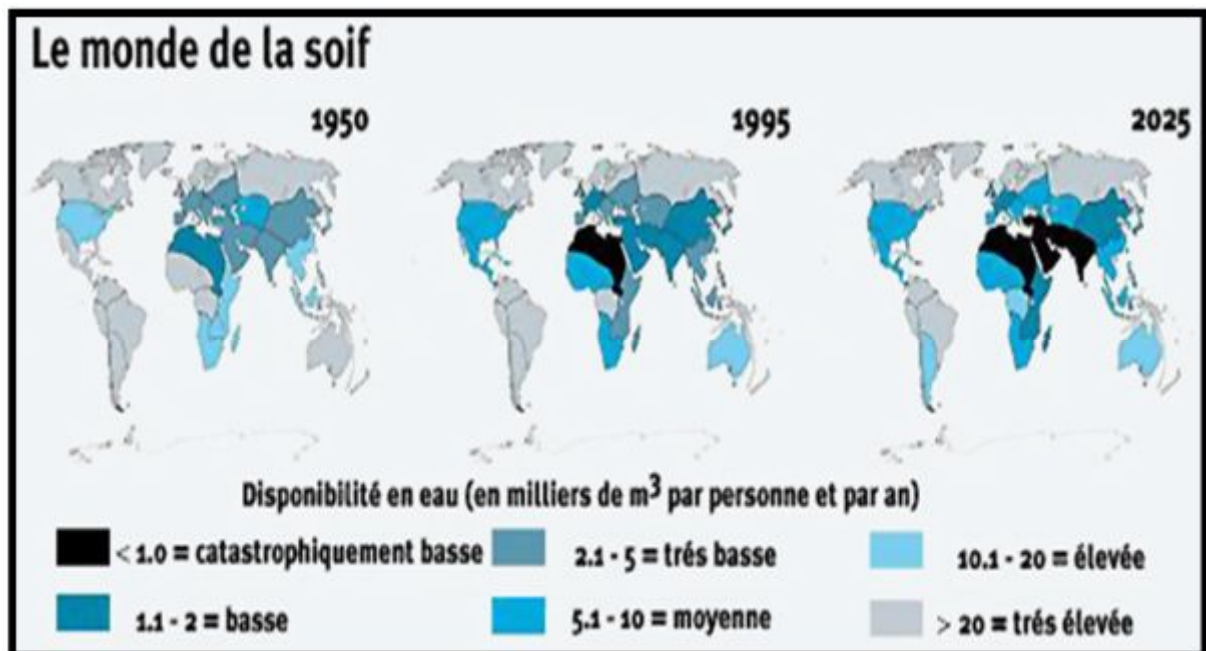 Le monde de la soif
1950
1995
2025
Disponibilité en eau (en milliers de m³ par personne et par an)
< 1.0 = catastrophiquement basse
2.1 - 5 = trés basse
10.1 - 20 = élevée
1.1 - 2 = basse
5.1 - 10 = moyenne
> 20 = trés élevée